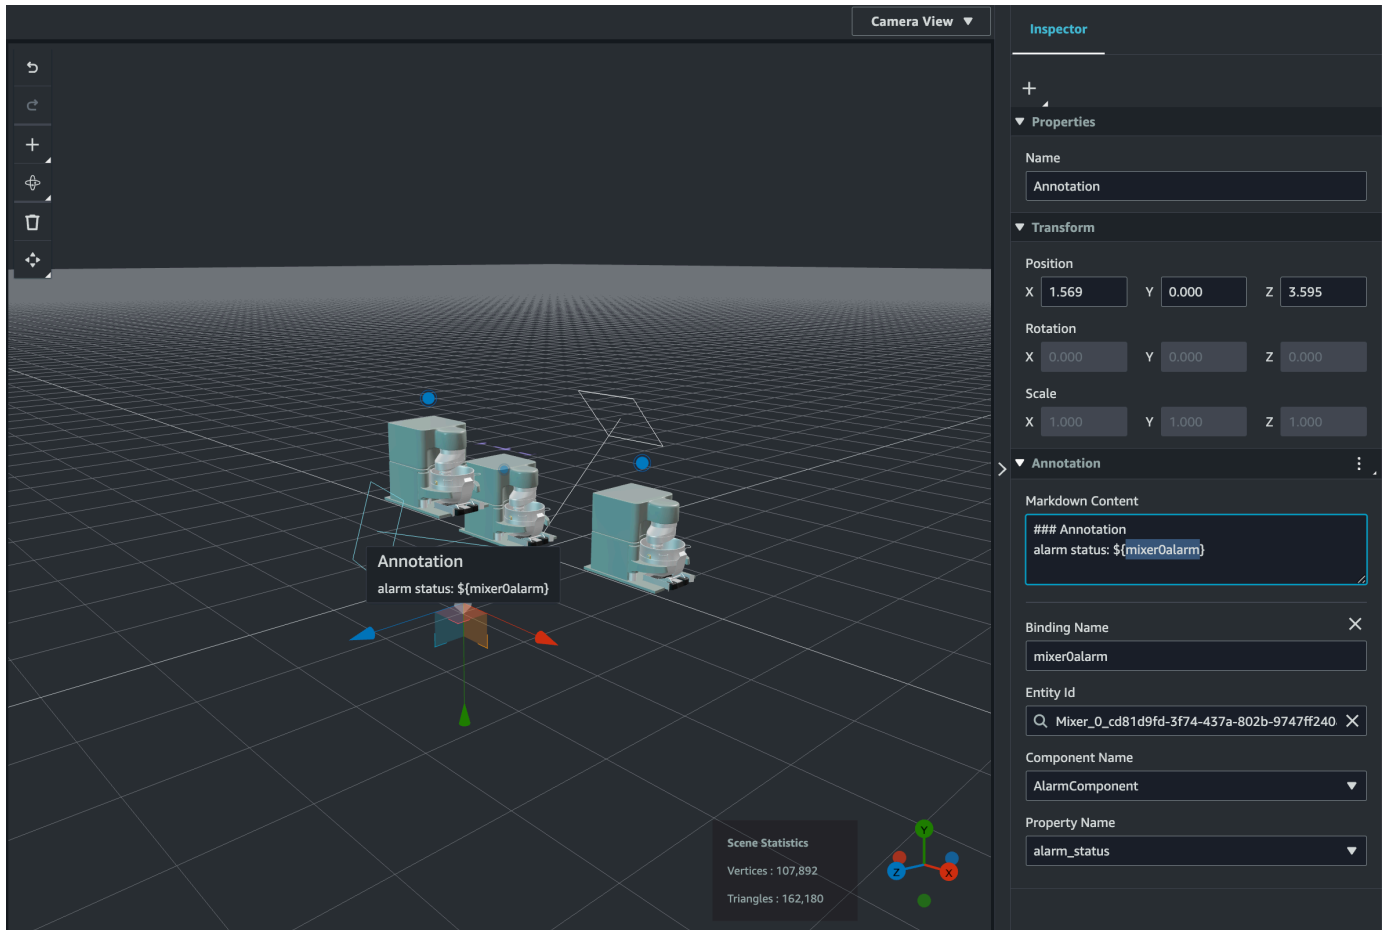 Camera View
Inspector
Properties
Name
Annotation
Transform
Position
X 1.569 Y 0.000 Z 3.595
Rotation
X 0.000 Y 0.000 Z 0.000
Scale
X 1.000 Y 1.000 Z 1.000
Annotation
Markdown Content
### Annotation
alarm status: ${mixer0alarm}
Binding Name
mixer0alarm
Entity Id
Mixer_0_cd81d9fd-3f74-437a-802b-9747ff240
Component Name
AlarmComponent
Property Name
alarm_status
Annotation
alarm status: ${mixer0alarm}
Scene Statistics
Vertices : 107,892
Triangles : 162,180
Y
Z
X